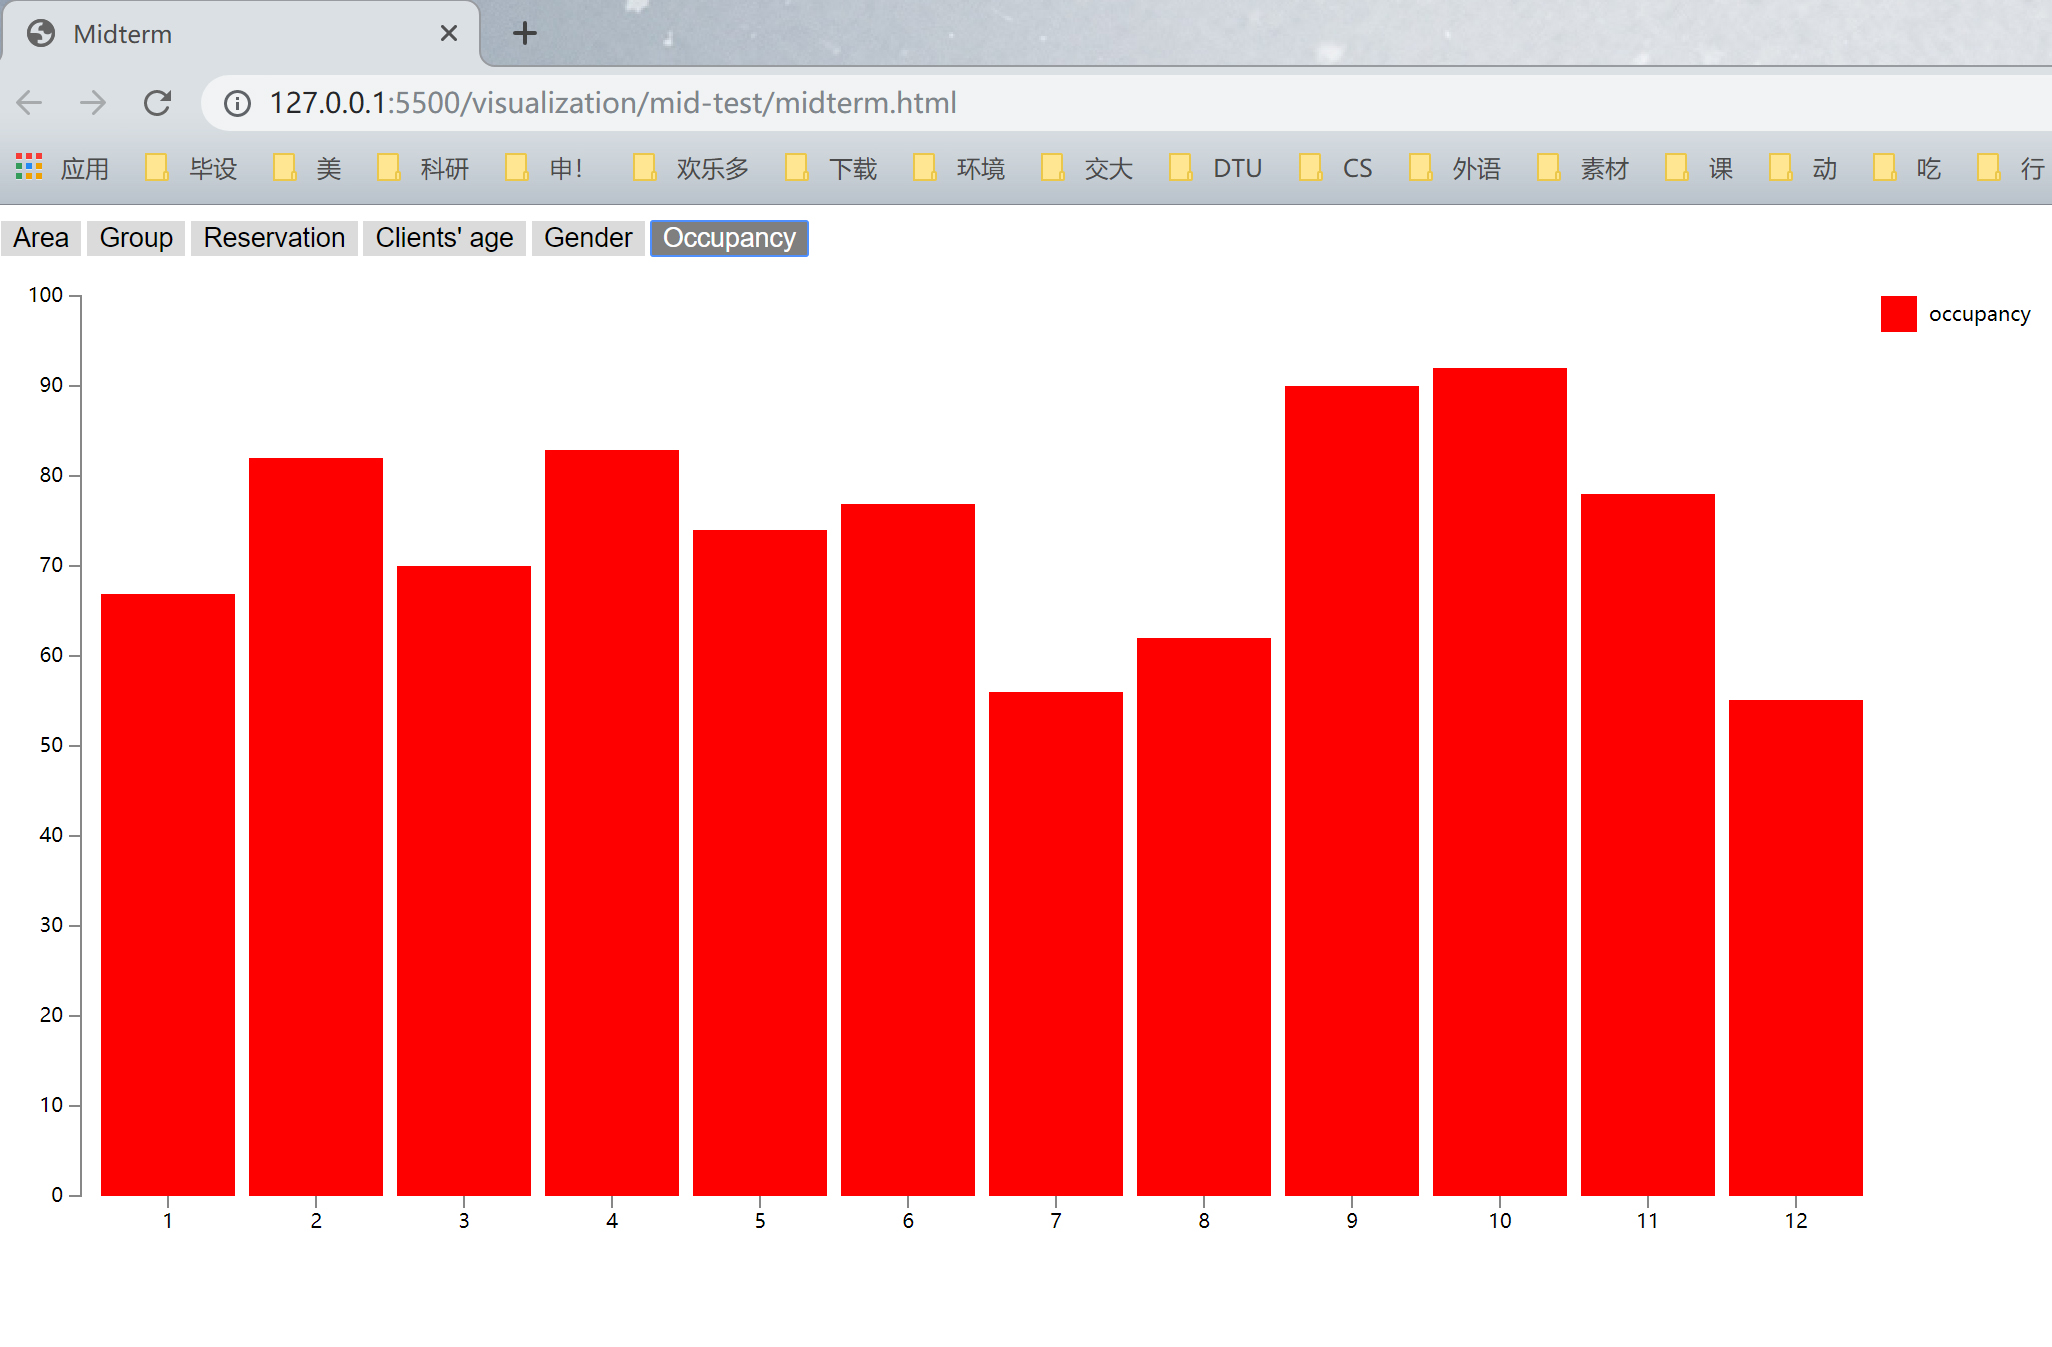 Midterm
127.0.0.1:5500/visualization/mid-test/midterm.html
应用 毕设 美 科研 申! 欢乐多 下载 环境 交大 DTU CS 外语 素材 课 动 吃 行
Area Group Reservation Clients' age Gender Occupancy
100
occupancy
90
80
70
60
50
40
30
20
10
0
1 2 3 4 5 6 7 8 9 10 11 12